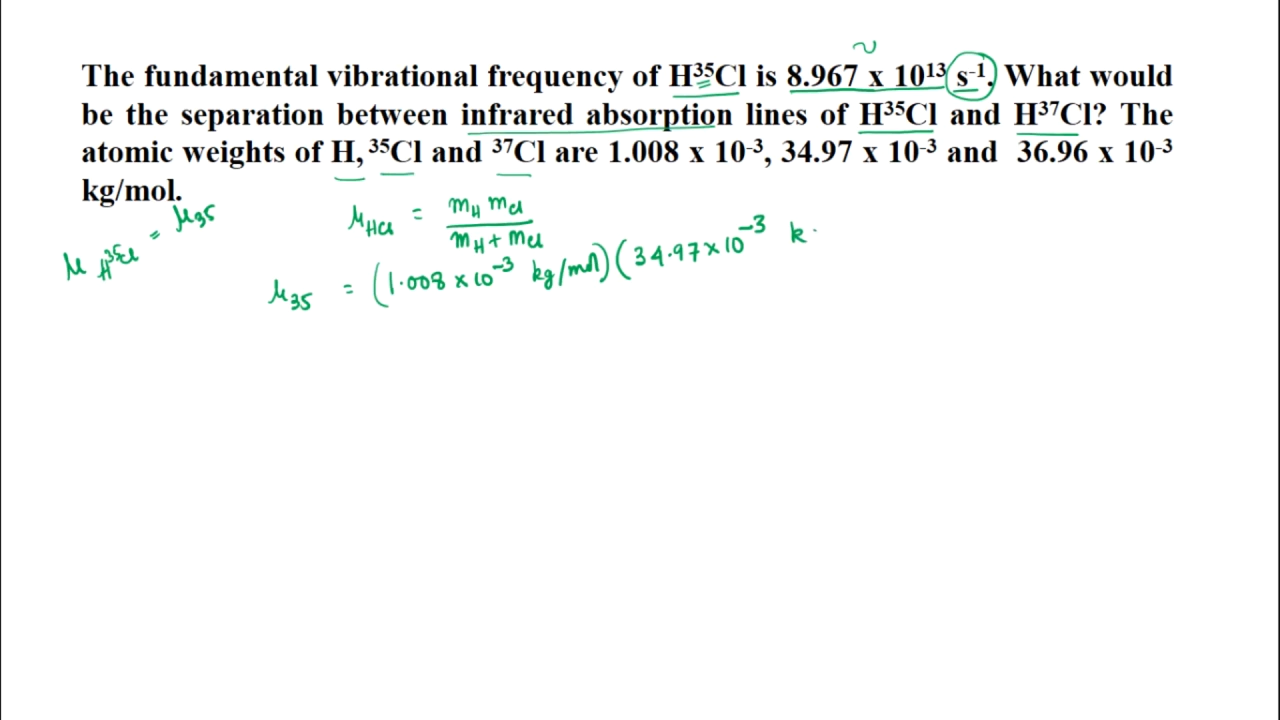 ν
The fundamental vibrational frequency of H³⁵Cl is 8.967 x 10¹³ s⁻¹. What would
be the separation between infrared absorption lines of H³⁵Cl and H³⁷Cl? The
atomic weights of H, ³⁵Cl and ³⁷Cl are 1.008 x 10⁻³, 34.97 x 10⁻³ and 36.96 x 10⁻³
kg/mol.
μ H³⁵Cl = μ₃₅
μHCl = mH mCl / mH + mCl
μ₃₅ = (1.008 × 10⁻³ kg/mol) (34.97 × 10⁻³ k